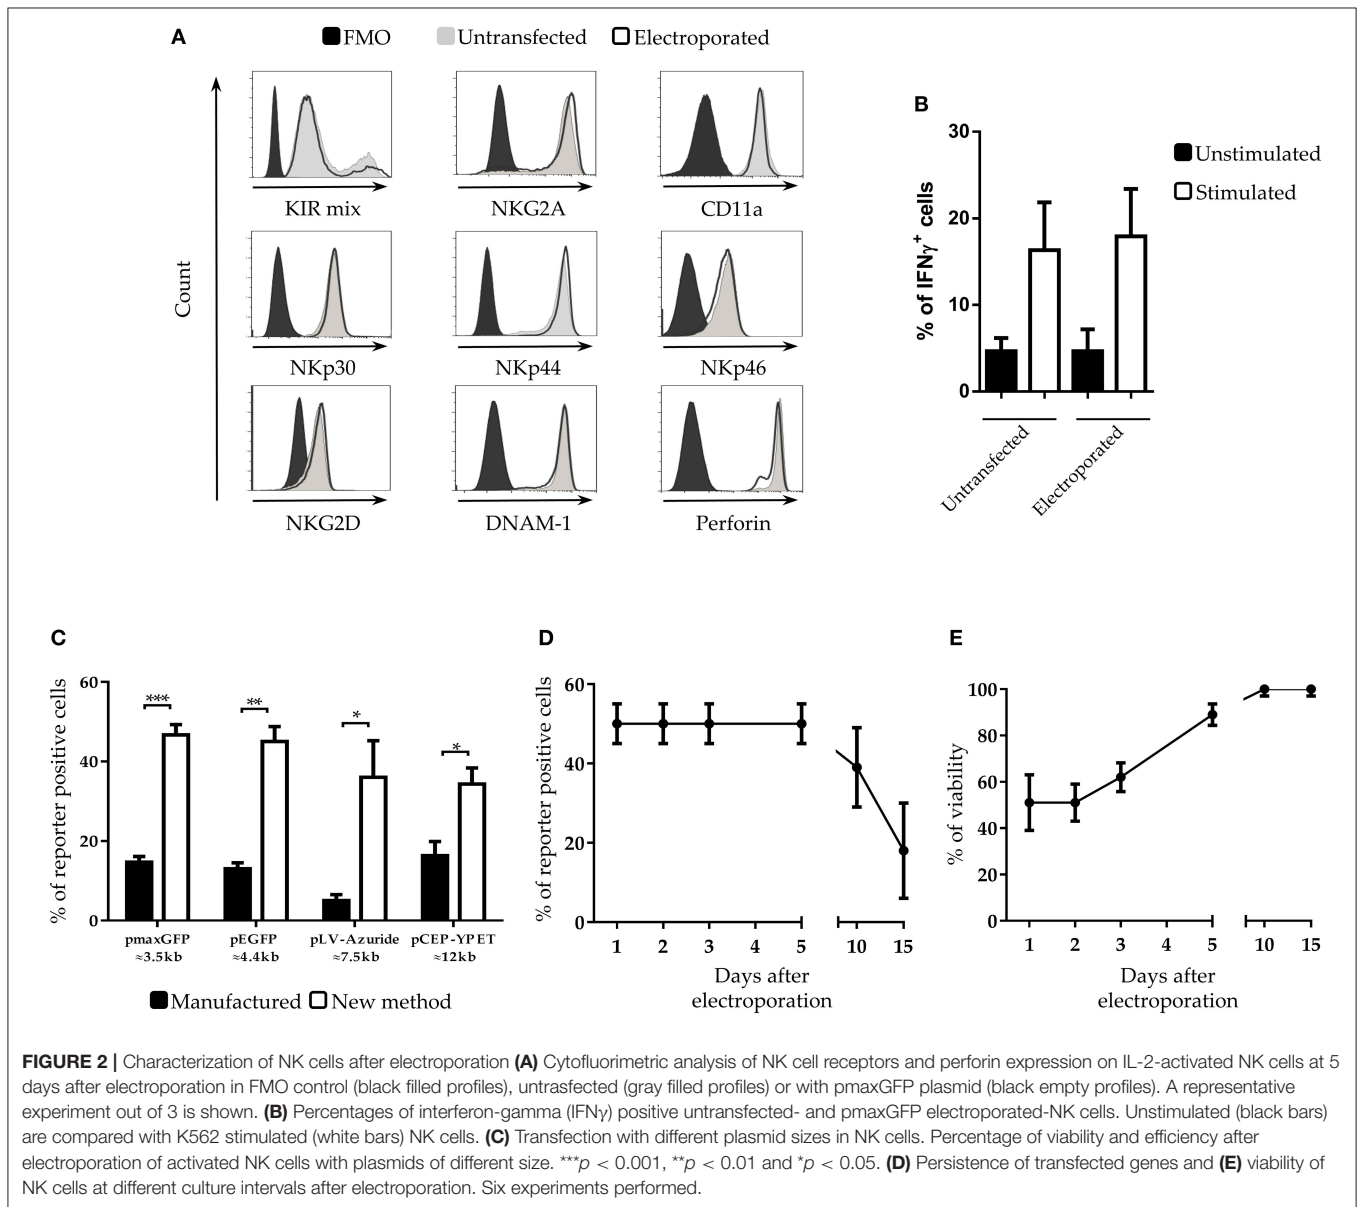 A
FMO Untransfected Electroporated
Count
KIR mix NKG2A CD11a
NKp30 NKp44 NKp46
NKG2D DNAM-1 Perforin
B
% of IFNγ+ cells
30
20
10
0
Unstimulated
Stimulated
Untransfected Electroporated
C
% of reporter positive cells
60
40
20
0
*** ** * *
pmaxGFP pEGFP pLV-Azuride pCEP-YPET
≈3.5kb ≈4.4kb ≈7.5kb ≈12kb
Manufactured New method
D
% of reporter positive cells
60
40
20
0
1 2 3 4 5 10 15
Days after
electroporation
E
% of viability
100
80
60
40
20
0
1 2 3 4 5 10 15
Days after
electroporation
FIGURE 2 | Characterization of NK cells after electroporation (A) Cytofluorimetric analysis of NK cell receptors and perforin expression on IL-2-activated NK cells at 5
days after electroporation in FMO control (black filled profiles), untrasfected (gray filled profiles) or with pmaxGFP plasmid (black empty profiles). A representative
experiment out of 3 is shown. (B) Percentages of interferon-gamma (IFNγ) positive untransfected- and pmaxGFP electroporated-NK cells. Unstimulated (black bars)
are compared with K562 stimulated (white bars) NK cells. (C) Transfection with different plasmid sizes in NK cells. Percentage of viability and efficiency after
electroporation of activated NK cells with plasmids of different size. ***p < 0.001, **p < 0.01 and *p < 0.05. (D) Persistence of transfected genes and (E) viability of
NK cells at different culture intervals after electroporation. Six experiments performed.